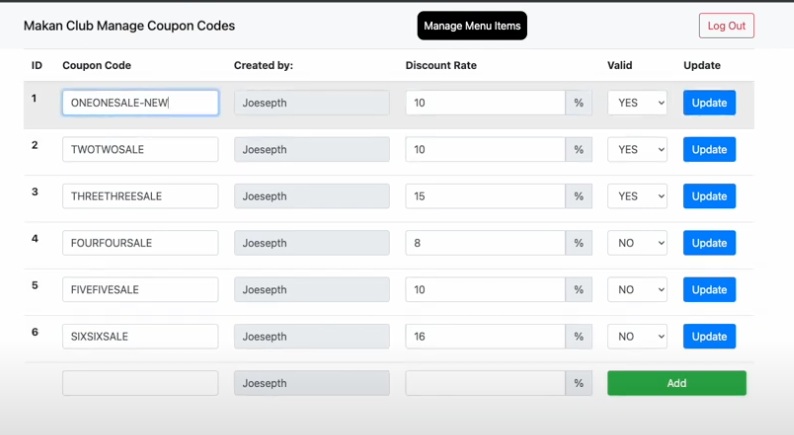 Makan Club Manage Coupon Codes Manage Menu Items Log Out
ID Coupon Code Created by: Discount Rate Valid Update
1 ONEONESALE-NEW Joesepth 10 % YES Update
2 TWOTWOSALE Joesepth 10 % YES Update
3 THREETHREESALE Joesepth 15 % YES Update
4 FOURFOURSALE Joesepth 8 % NO Update
5 FIVEFIVESALE Joesepth 10 % NO Update
6 SIXSIXSALE Joesepth 16 % NO Update
Joesepth % Add